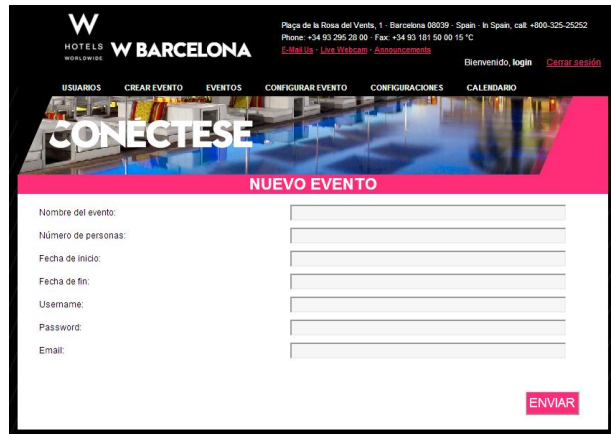 W
HOTELS
WORLDWIDE
W BARCELONA
Plaça de la Rosa del Vents, 1 · Barcelona 08039 · Spain · In Spain, call: +800-325-25252
Phone: +34 93 295 28 00 · Fax: +34 93 181 50 00
15 °C
E-Mail Us · Live Webcam · Announcements
Bienvenido, login Cerrar sesión
USUARIOS CREAR EVENTO EVENTOS CONFIGURAR EVENTO CONFIGURACIONES CALENDARIO
CONÉCTESE
NUEVO EVENTO
Nombre del evento:
Número de personas:
Fecha de inicio:
Fecha de fin:
Username:
Password:
Email:
ENVIAR